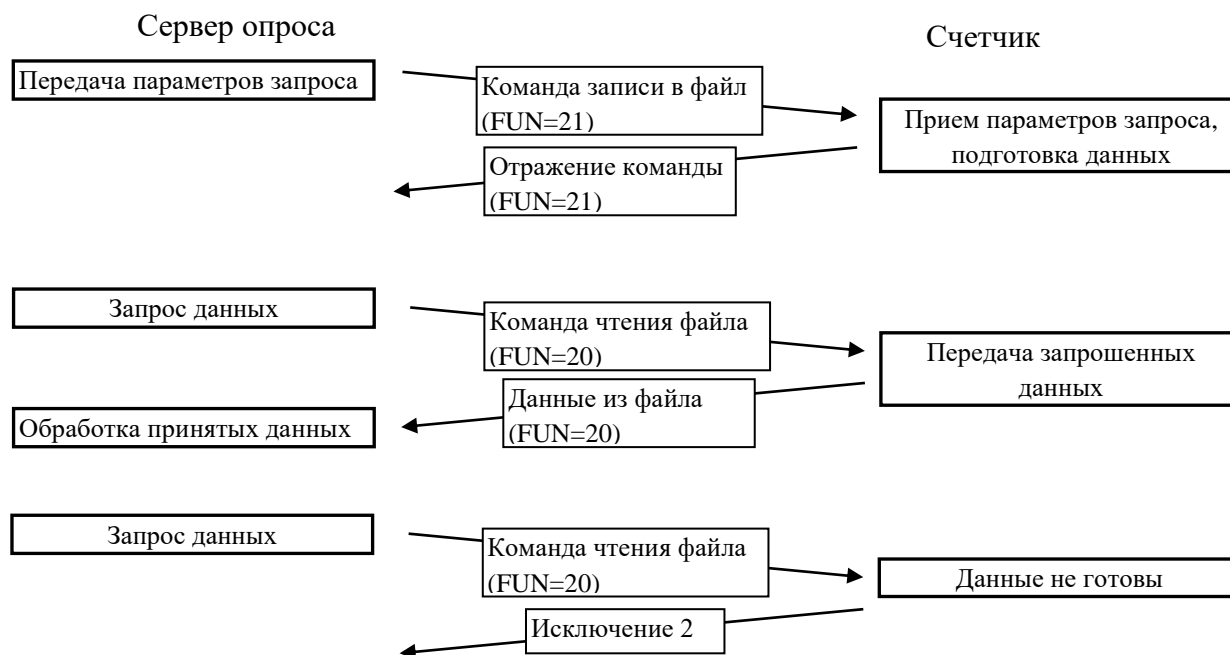 Сервер опроса
Счетчик
Передача параметров запроса
Команда записи в файл
(FUN=21)
Прием параметров запроса,
подготовка данных
Отражение команды
(FUN=21)
Запрос данных
Команда чтения файла
(FUN=20)
Передача запрошенных
данных
Данные из файла
(FUN=20)
Обработка принятых данных
Запрос данных
Команда чтения файла
(FUN=20)
Данные не готовы
Исключение 2